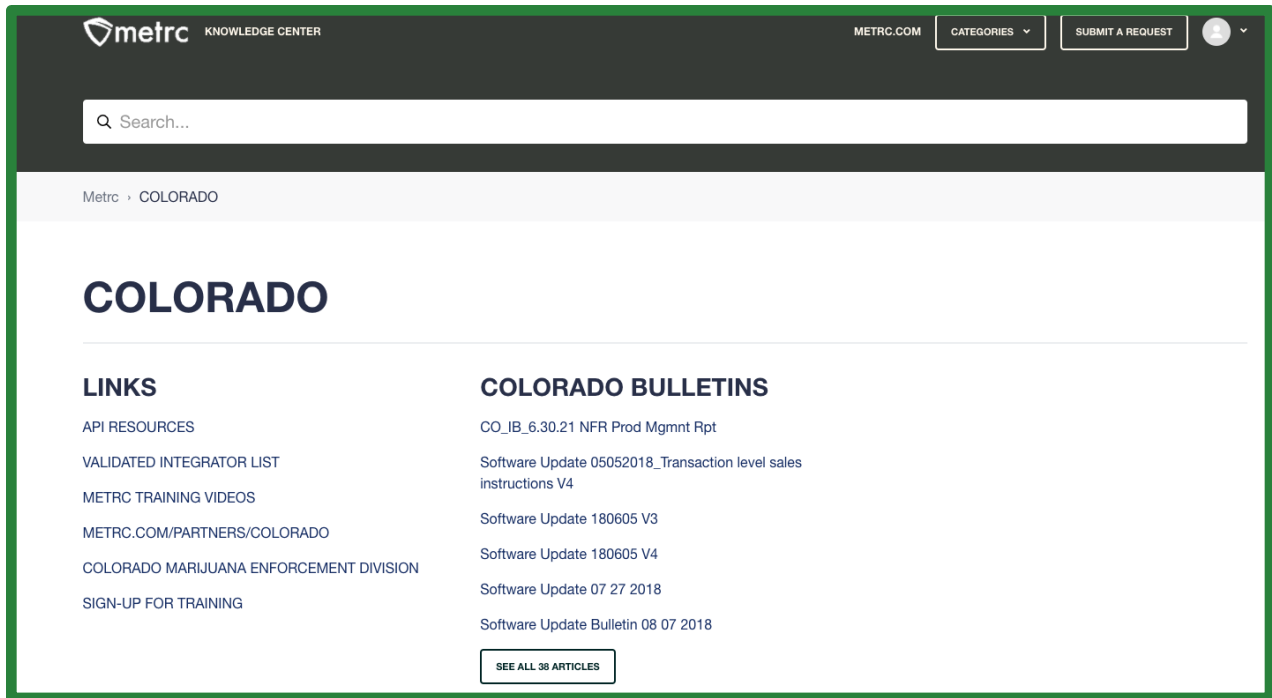 metrc KNOWLEDGE CENTER METRC.COM CATEGORIES SUBMIT A REQUEST
Search...
Metrc › COLORADO
COLORADO
LINKS
API RESOURCES
VALIDATED INTEGRATOR LIST
METRC TRAINING VIDEOS
METRC.COM/PARTNERS/COLORADO
COLORADO MARIJUANA ENFORCEMENT DIVISION
SIGN-UP FOR TRAINING
COLORADO BULLETINS
CO_IB_6.30.21 NFR Prod Mgmnt Rpt
Software Update 05052018_Transaction level sales
instructions V4
Software Update 180605 V3
Software Update 180605 V4
Software Update 07 27 2018
Software Update Bulletin 08 07 2018
SEE ALL 38 ARTICLES